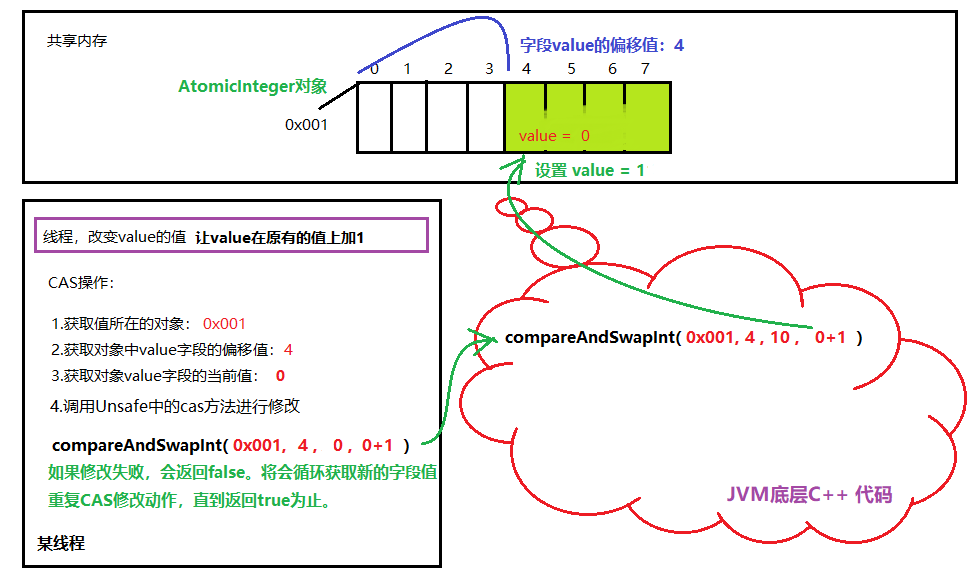 共享内存
字段value的偏移值：4
0 1 2 3 4 5 6 7
AtomicInteger对象
0x001
value = 0
设置 value = 1
线程，改变value的值 让value在原有的值上加1
CAS操作：
1.获取值所在的对象： 0x001
2.获取对象中value字段的偏移值：4
3.获取对象value字段的当前值： 0
4.调用Unsafe中的cas方法进行修改
compareAndSwapInt( 0x001, 4 , 0 , 0+1 )
如果修改失败，会返回false。将会循环获取新的字段值
重复CAS修改动作，直到返回true为止。
某线程
compareAndSwapInt( 0x001, 4 , 10 , 0+1 )
JVM底层C++ 代码